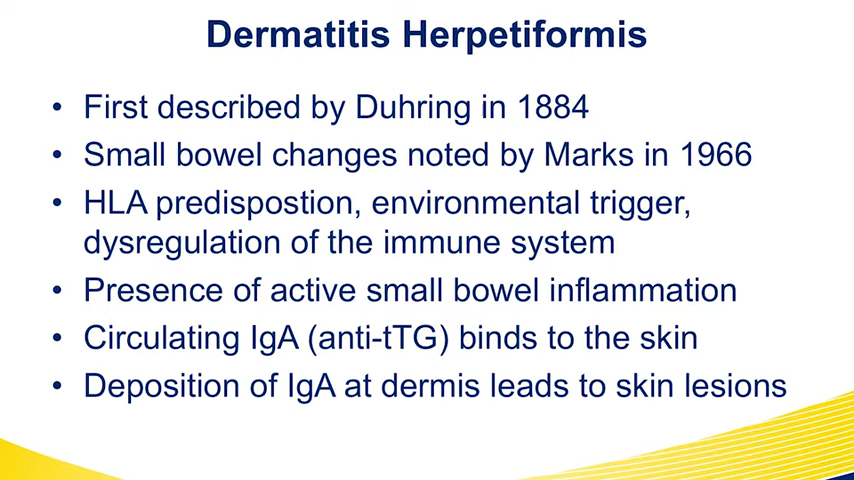 Dermatitis Herpetiformis
• First described by Duhring in 1884
• Small bowel changes noted by Marks in 1966
• HLA predispostion, environmental trigger,
dysregulation of the immune system
• Presence of active small bowel inflammation
• Circulating IgA (anti-tTG) binds to the skin
• Deposition of IgA at dermis leads to skin lesions